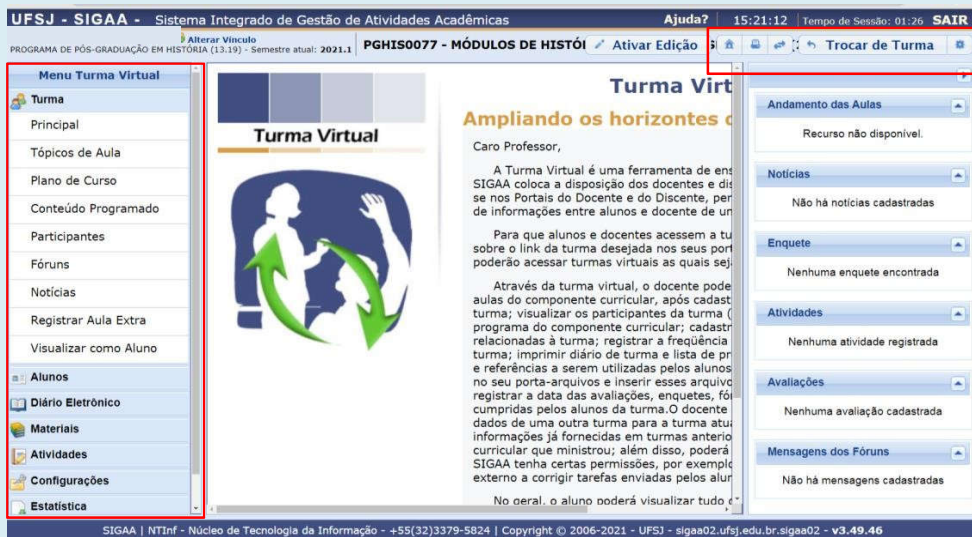 UFSJ - SIGAA - Sistema Integrado de Gestão de Atividades Acadêmicas Ajuda? 15:21:12 Tempo de Sessão: 01:26 SAIR
Alterar Vínculo
PROGRAMA DE PÓS-GRADUAÇÃO EM HISTÓRIA (13.19) - Semestre atual: 2021.1 PGHIS0077 - MÓDULOS DE HISTÓ Ativar Edição Trocar de Turma
Menu Turma Virtual
Turma
Principal
Tópicos de Aula
Plano de Curso
Conteúdo Programado
Participantes
Fóruns
Notícias
Registrar Aula Extra
Visualizar como Aluno
Alunos
Diário Eletrônico
Materiais
Atividades
Configurações
Estatística
Turma Virtual
Turma Virt
Ampliando os horizontes
Caro Professor,
A Turma Virtual é uma ferramenta de ens
SIGAA coloca a disposição dos docentes e dis
se nos Portais do Docente e do Discente, per
de informações entre alunos e docente de un
Para que alunos e docentes acessem a tu
sobre o link da turma desejada nos seus port
poderão acessar turmas virtuais as quais sej
Através da turma virtual, o docente pode
aulas do componente curricular, após cadast
turma; visualizar os participantes da turma (
programa do componente curricular; cadastr
relacionadas à turma; registrar a freqüência
turma; imprimir diário de turma e lista de pr
e referências a serem utilizadas pelos alunos
no seu porta-arquivos e inserir esses arquivo
registrar a data das avaliações, enquetes, fó
cumpridas pelos alunos da turma.O docente
dados de uma outra turma para a turma atua
informações já fornecidas em turmas anterio
curricular que ministrou; além disso, poderá
SIGAA tenha certas permissões, por exemplo
externo a corrigir tarefas enviadas pelos alur
No geral, o aluno poderá visualizar tudo
Andamento das Aulas
Recurso não disponível.
Notícias
Não há notícias cadastradas
Enquete
Nenhuma enquete encontrada
Atividades
Nenhuma atividade registrada
Avaliações
Nenhuma avaliação cadastrada
Mensagens dos Fóruns
Não há mensagens cadastradas
SIGAA | NTInf - Núcleo de Tecnologia da Informação - +55(32)3379-5824 | Copyright © 2006-2021 - UFSJ - sigaa02.ufsj.edu.br.sigaa02 - v3.49.46